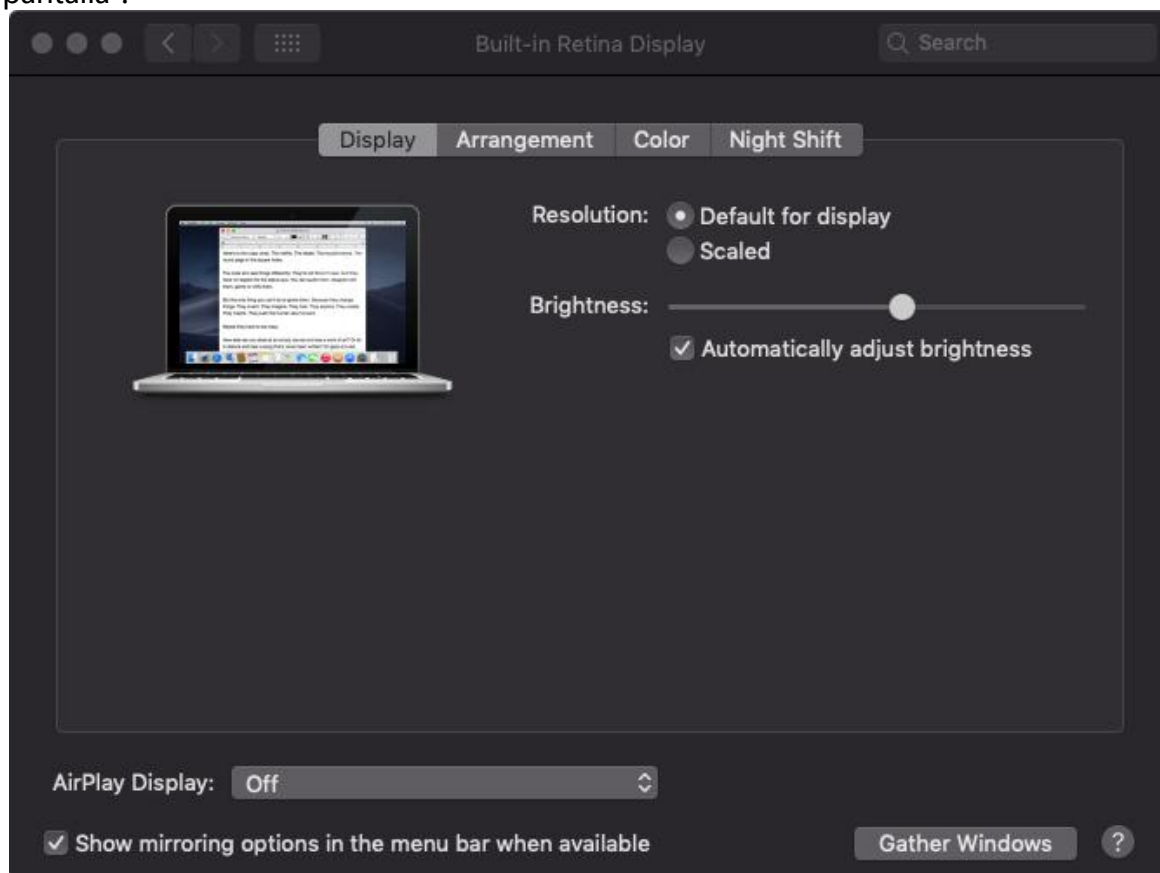 pantalla".
Built-in Retina Display
Search
Display Arrangement Color Night Shift
Resolution: Default for display
Scaled
Brightness:
Automatically adjust brightness
AirPlay Display: Off
Show mirroring options in the menu bar when available
Gather Windows ?